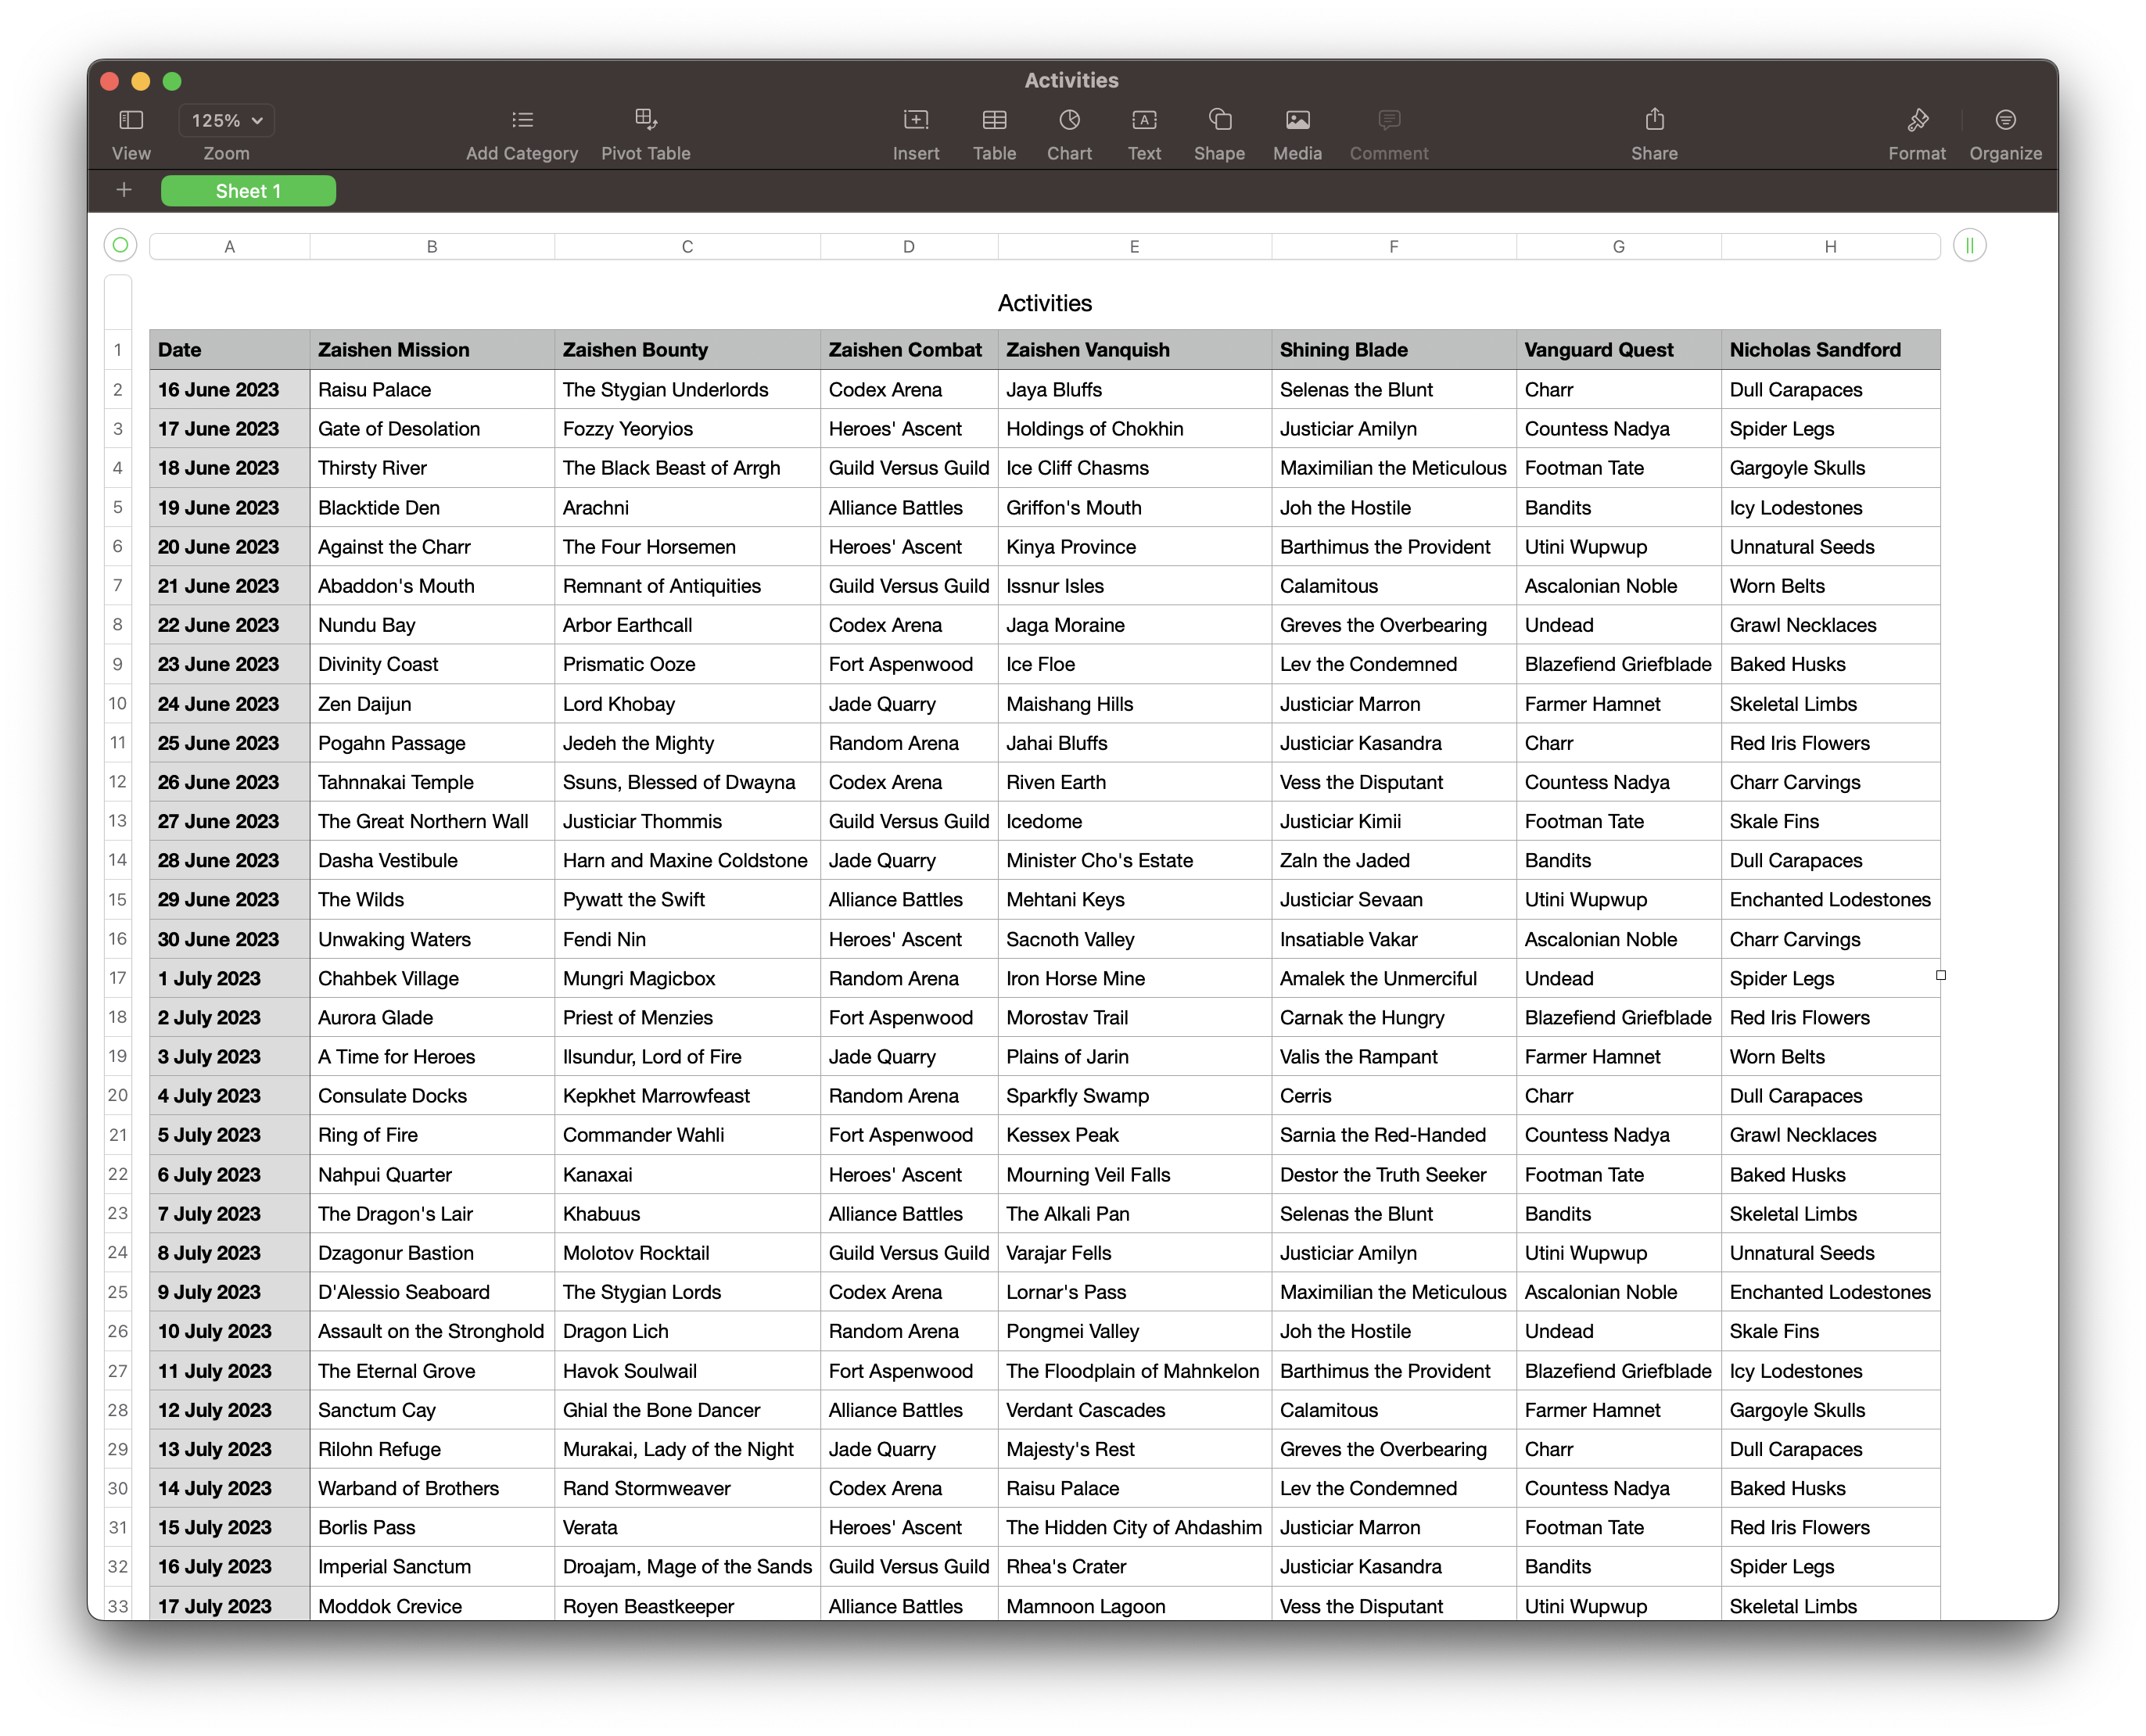 Activities
125%
View Zoom Add Category Pivot Table Insert Table Chart Text Shape Media Comment Share Format Organize
Sheet 1
A B C D E F G H
Activities
1 Date Zaishen Mission Zaishen Bounty Zaishen Combat Zaishen Vanquish Shining Blade Vanguard Quest Nicholas Sandford
2 16 June 2023 Raisu Palace The Stygian Underlords Codex Arena Jaya Bluffs Selenas the Blunt Charr Dull Carapaces
3 17 June 2023 Gate of Desolation Fozzy Yeoryios Heroes' Ascent Holdings of Chokhin Justiciar Amilyn Countess Nadya Spider Legs
4 18 June 2023 Thirsty River The Black Beast of Arrgh Guild Versus Guild Ice Cliff Chasms Maximilian the Meticulous Footman Tate Gargoyle Skulls
5 19 June 2023 Blacktide Den Arachni Alliance Battles Griffon's Mouth Joh the Hostile Bandits Icy Lodestones
6 20 June 2023 Against the Charr The Four Horsemen Heroes' Ascent Kinya Province Barthimus the Provident Utini Wupwup Unnatural Seeds
7 21 June 2023 Abaddon's Mouth Remnant of Antiquities Guild Versus Guild Issnur Isles Calamitous Ascalonian Noble Worn Belts
8 22 June 2023 Nundu Bay Arbor Earthcall Codex Arena Jaga Moraine Greves the Overbearing Undead Grawl Necklaces
9 23 June 2023 Divinity Coast Prismatic Ooze Fort Aspenwood Ice Floe Lev the Condemned Blazefiend Griefblade Baked Husks
10 24 June 2023 Zen Daijun Lord Khobay Jade Quarry Maishang Hills Justiciar Marron Farmer Hamnet Skeletal Limbs
11 25 June 2023 Pogahn Passage Jedeh the Mighty Random Arena Jahai Bluffs Justiciar Kasandra Charr Red Iris Flowers
12 26 June 2023 Tahnnakai Temple Ssuns, Blessed of Dwayna Codex Arena Riven Earth Vess the Disputant Countess Nadya Charr Carvings
13 27 June 2023 The Great Northern Wall Justiciar Thommis Guild Versus Guild Icedome Justiciar Kimii Footman Tate Skale Fins
14 28 June 2023 Dasha Vestibule Harn and Maxine Coldstone Jade Quarry Minister Cho's Estate Zaln the Jaded Bandits Dull Carapaces
15 29 June 2023 The Wilds Pywatt the Swift Alliance Battles Mehtani Keys Justiciar Sevaan Utini Wupwup Enchanted Lodestones
16 30 June 2023 Unwaking Waters Fendi Nin Heroes' Ascent Sacnoth Valley Insatiable Vakar Ascalonian Noble Charr Carvings
17 1 July 2023 Chahbek Village Mungri Magicbox Random Arena Iron Horse Mine Amalek the Unmerciful Undead Spider Legs
18 2 July 2023 Aurora Glade Priest of Menzies Fort Aspenwood Morostav Trail Carnak the Hungry Blazefiend Griefblade Red Iris Flowers
19 3 July 2023 A Time for Heroes Ilsundur, Lord of Fire Jade Quarry Plains of Jarin Valis the Rampant Farmer Hamnet Worn Belts
20 4 July 2023 Consulate Docks Kepkhet Marrowfeast Random Arena Sparkfly Swamp Cerris Charr Dull Carapaces
21 5 July 2023 Ring of Fire Commander Wahli Fort Aspenwood Kessex Peak Sarnia the Red-Handed Countess Nadya Grawl Necklaces
22 6 July 2023 Nahpui Quarter Kanaxai Heroes' Ascent Mourning Veil Falls Destor the Truth Seeker Footman Tate Baked Husks
23 7 July 2023 The Dragon's Lair Khabuus Alliance Battles The Alkali Pan Selenas the Blunt Bandits Skeletal Limbs
24 8 July 2023 Dzagonur Bastion Molotov Rocktail Guild Versus Guild Varajar Fells Justiciar Amilyn Utini Wupwup Unnatural Seeds
25 9 July 2023 D'Alessio Seaboard The Stygian Lords Codex Arena Lornar's Pass Maximilian the Meticulous Ascalonian Noble Enchanted Lodestones
26 10 July 2023 Assault on the Stronghold Dragon Lich Random Arena Pongmei Valley Joh the Hostile Undead Skale Fins
27 11 July 2023 The Eternal Grove Havok Soulwail Fort Aspenwood The Floodplain of Mahnkelon Barthimus the Provident Blazefiend Griefblade Icy Lodestones
28 12 July 2023 Sanctum Cay Ghial the Bone Dancer Alliance Battles Verdant Cascades Calamitous Farmer Hamnet Gargoyle Skulls
29 13 July 2023 Rilohn Refuge Murakai, Lady of the Night Jade Quarry Majesty's Rest Greves the Overbearing Charr Dull Carapaces
30 14 July 2023 Warband of Brothers Rand Stormweaver Codex Arena Raisu Palace Lev the Condemned Countess Nadya Baked Husks
31 15 July 2023 Borlis Pass Verata Heroes' Ascent The Hidden City of Ahdashim Justiciar Marron Footman Tate Red Iris Flowers
32 16 July 2023 Imperial Sanctum Droajam, Mage of the Sands Guild Versus Guild Rhea's Crater Justiciar Kasandra Bandits Spider Legs
33 17 July 2023 Moddok Crevice Royen Beastkeeper Alliance Battles Mamnoon Lagoon Vess the Disputant Utini Wupwup Skeletal Limbs